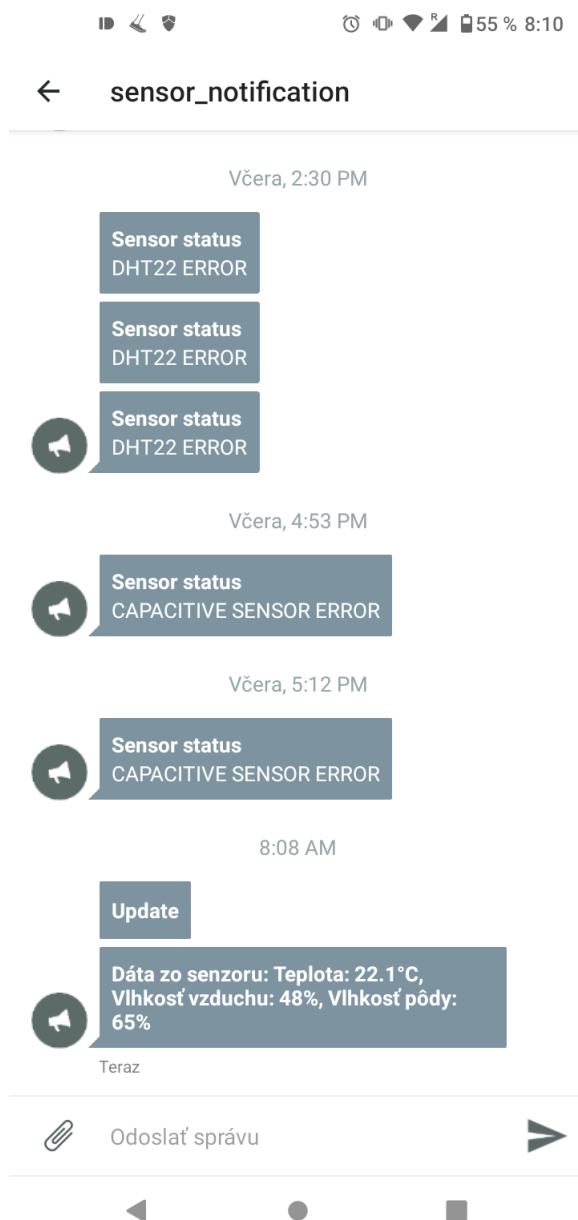 55 % 8:10
sensor_notification
Včera, 2:30 PM
Sensor status
DHT22 ERROR
Sensor status
DHT22 ERROR
Sensor status
DHT22 ERROR
Včera, 4:53 PM
Sensor status
CAPACITIVE SENSOR ERROR
Včera, 5:12 PM
Sensor status
CAPACITIVE SENSOR ERROR
8:08 AM
Update
Dáta zo senzoru: Teplota: 22.1°C,
Vlhkosť vzduchu: 48%, Vlhkosť pôdy:
65%
Teraz
Odoslať správu